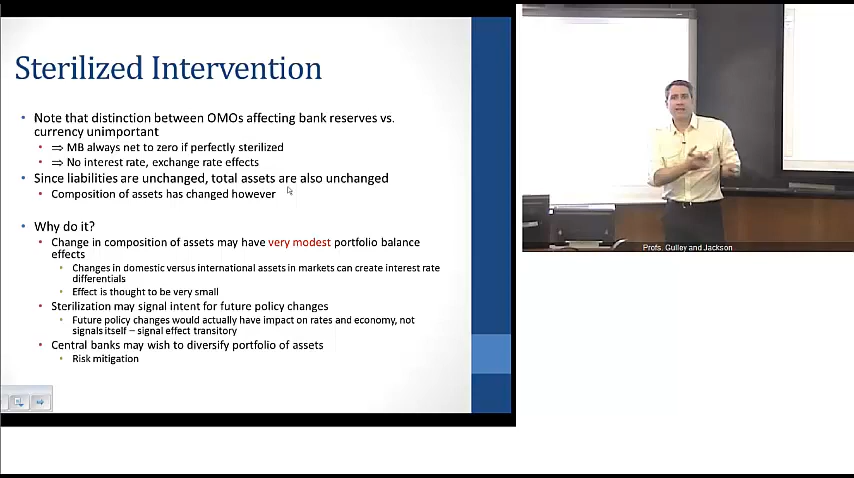 Sterilized Intervention
• Note that distinction between OMOs affecting bank reserves vs.
currency unimportant
• ⇒ MB always net to zero if perfectly sterilized
• ⇒ No interest rate, exchange rate effects
• Since liabilities are unchanged, total assets are also unchanged
• Composition of assets has changed however
• Why do it?
• Change in composition of assets may have very modest portfolio balance
effects
• Changes in domestic versus international assets in markets can create interest rate
differentials
• Effect is thought to be very small
• Sterilization may signal intent for future policy changes
• Future policy changes would actually have impact on rates and economy, not
signals itself – signal effect transitory
• Central banks may wish to diversify portfolio of assets
• Risk mitigation
Profs. Gulley and Jackson